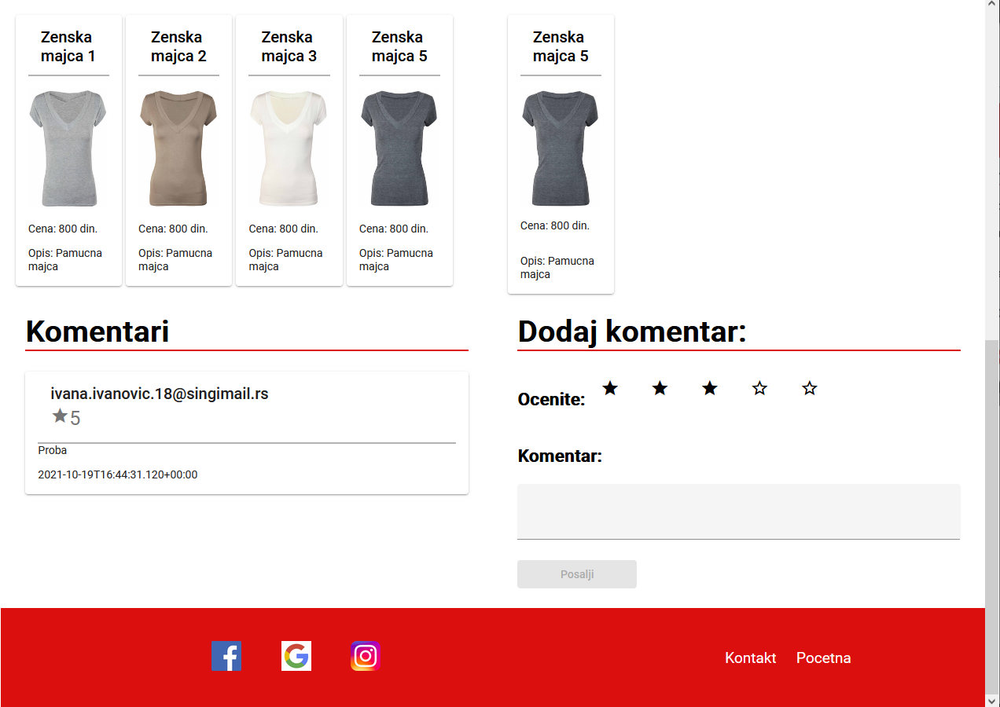 Zenska
majca 1
Zenska
majca 2
Zenska
majca 3
Zenska
majca 5
Zenska
majca 5
Cena: 800 din.
Opis: Pamucna
majca
Cena: 800 din.
Opis: Pamucna
majca
Cena: 800 din.
Opis: Pamucna
majca
Cena: 800 din.
Opis: Pamucna
majca
Cena: 800 din.
Opis: Pamucna
majca
Komentari
ivana.ivanovic.18@singimail.rs
5
Proba
2021-10-19T16:44:31.120+00:00
Dodaj komentar:
Ocenite:
Komentar:
Posalji
Kontakt
Pocetna